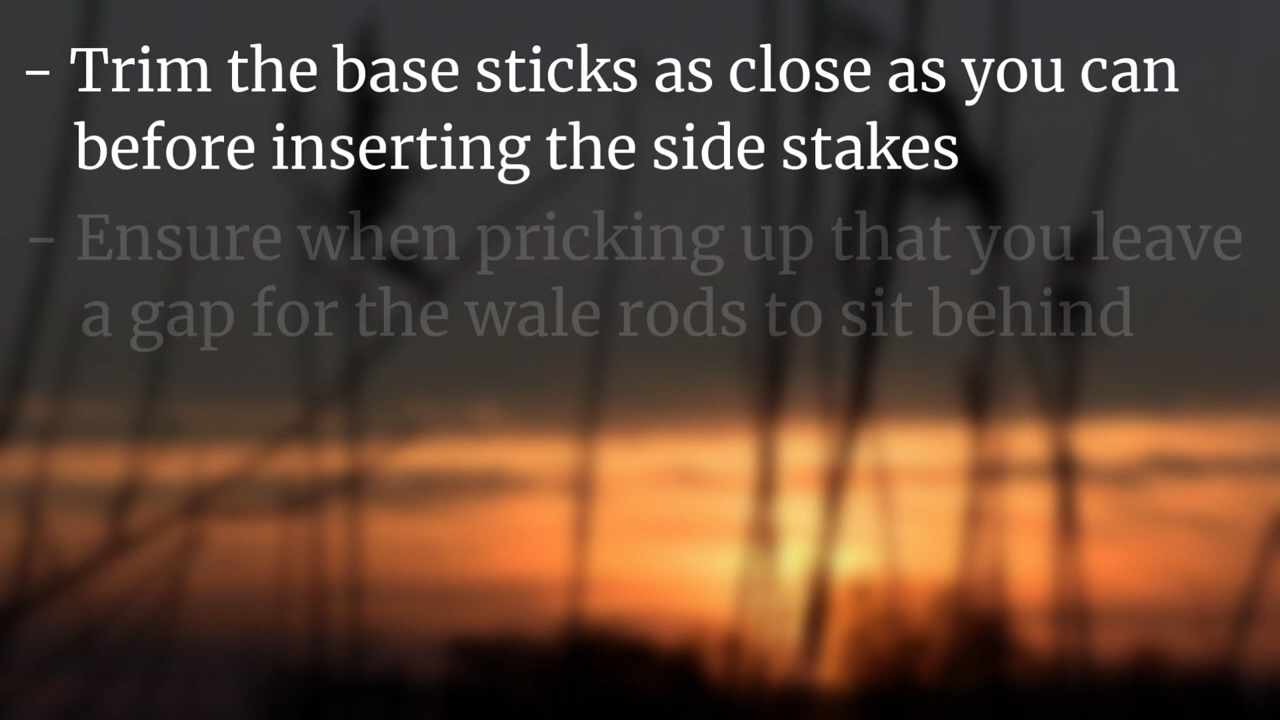 - Trim the base sticks as close as you can
before inserting the side stakes
- Ensure when pricking up that you leave
a gap for the wale rods to sit behind